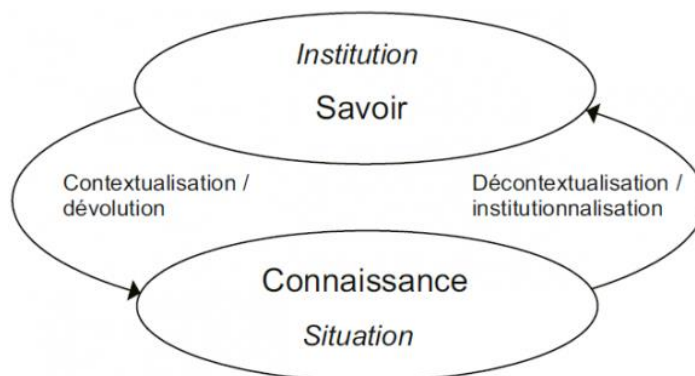 Institution
Savoir
Contextualisation /
dévolution
Décontextualisation /
institutionnalisation
Connaissance
Situation